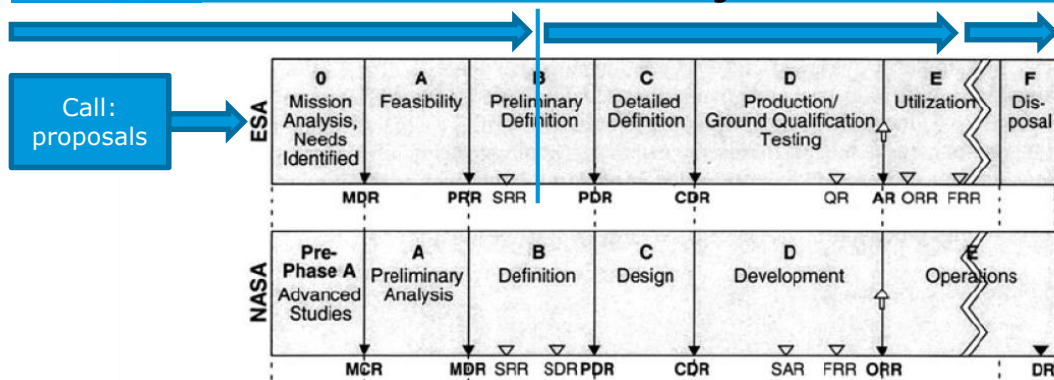 Call:
proposals
ESA
0
Mission
Analysis,
Needs
Identified
A
Feasibility
B
Preliminary
Definition
C
Detailed
Definition
D
Production/
Ground Qualification
Testing
E
Utilization
F
Dis-
posal
MDR PRR SRR PDR CDR QR AR ORR FRR
NASA
Pre-
Phase A
Advanced
Studies
A
Preliminary
Analysis
B
Definition
C
Design
D
Development
E
Operations
MCR MDR SRR SDR PDR CDR SAR FRR ORR DR